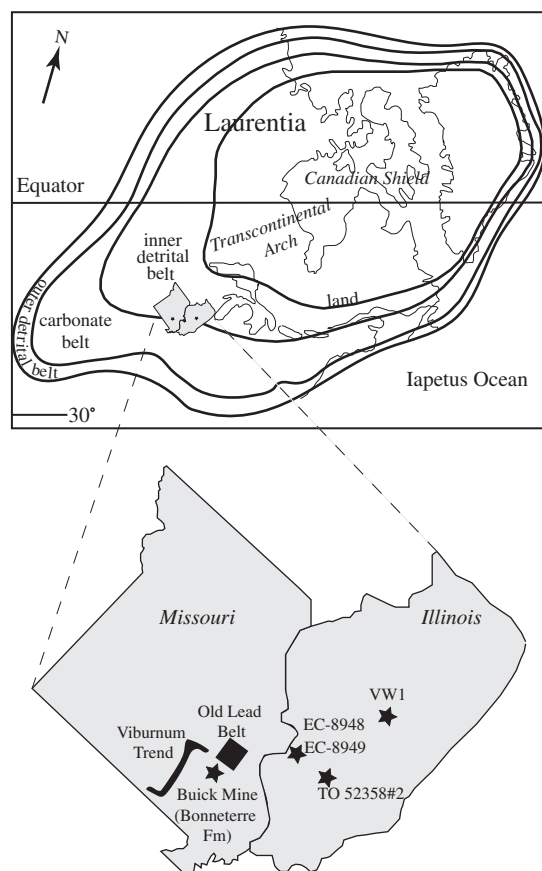 N
Laurentia
Canadian Shield
Equator
Transcontinental
Arch
inner
detrital
belt
land
outer detrital belt
carbonate
belt
Iapetus Ocean
30°
Missouri
Illinois
VW1
Old Lead
Belt
EC-8948
Viburnum
Trend
EC-8949
TO 52358#2
Buick Mine
(Bonneterre
Fm)